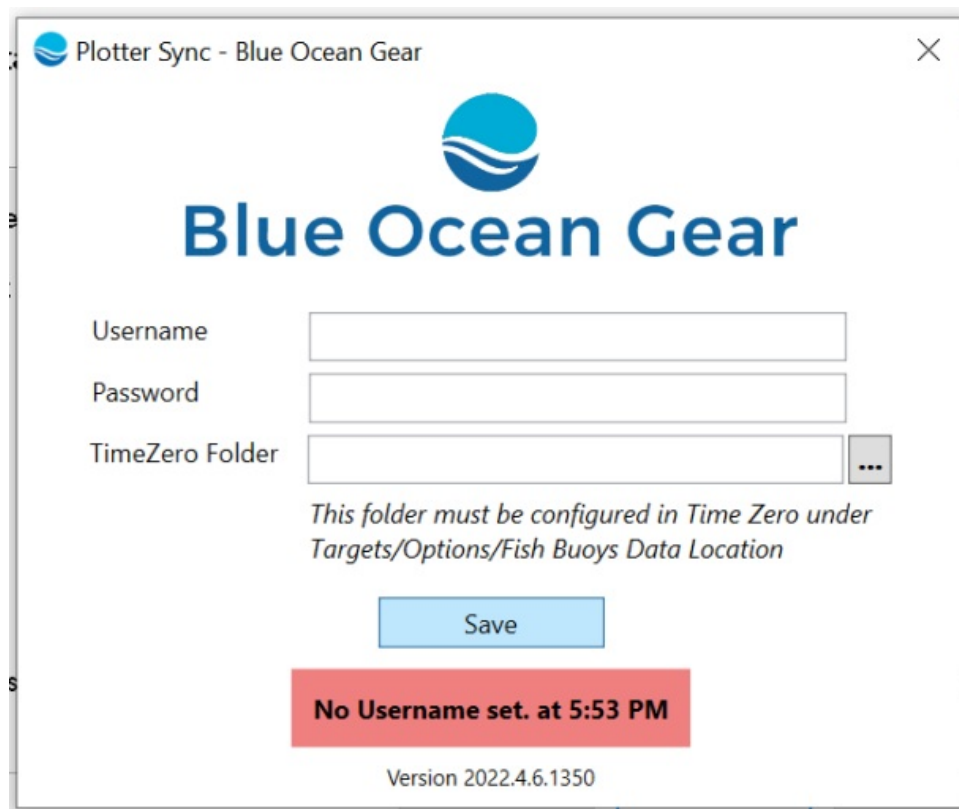 Plotter Sync - Blue Ocean Gear
Blue Ocean Gear
Username
Password
TimeZero Folder
...
This folder must be configured in Time Zero under
Targets/Options/Fish Buoys Data Location
Save
No Username set. at 5:53 PM
Version 2022.4.6.1350